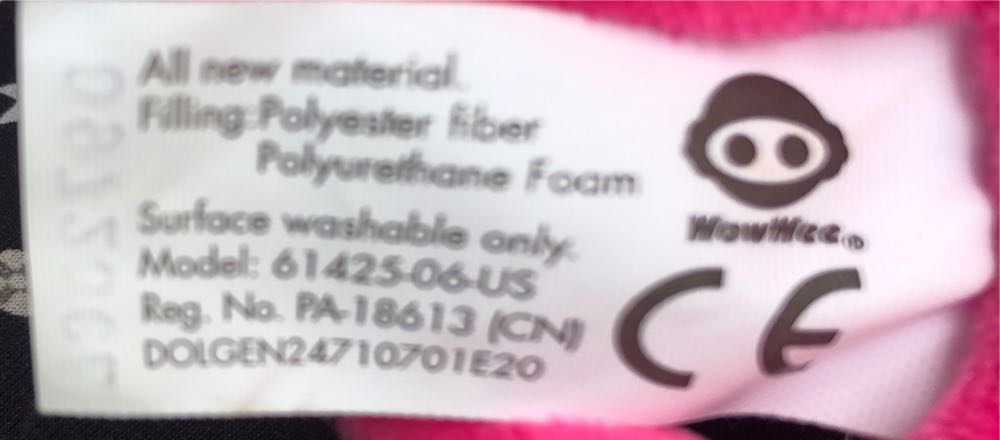 All new material.
Filling:Polyester fiber
Polyurethane Foam
Surface washable only.
Model: 61425-06-US
Reg. No. PA-18613 (CN)
DOLGEN24710701E20
WowWee®
CE